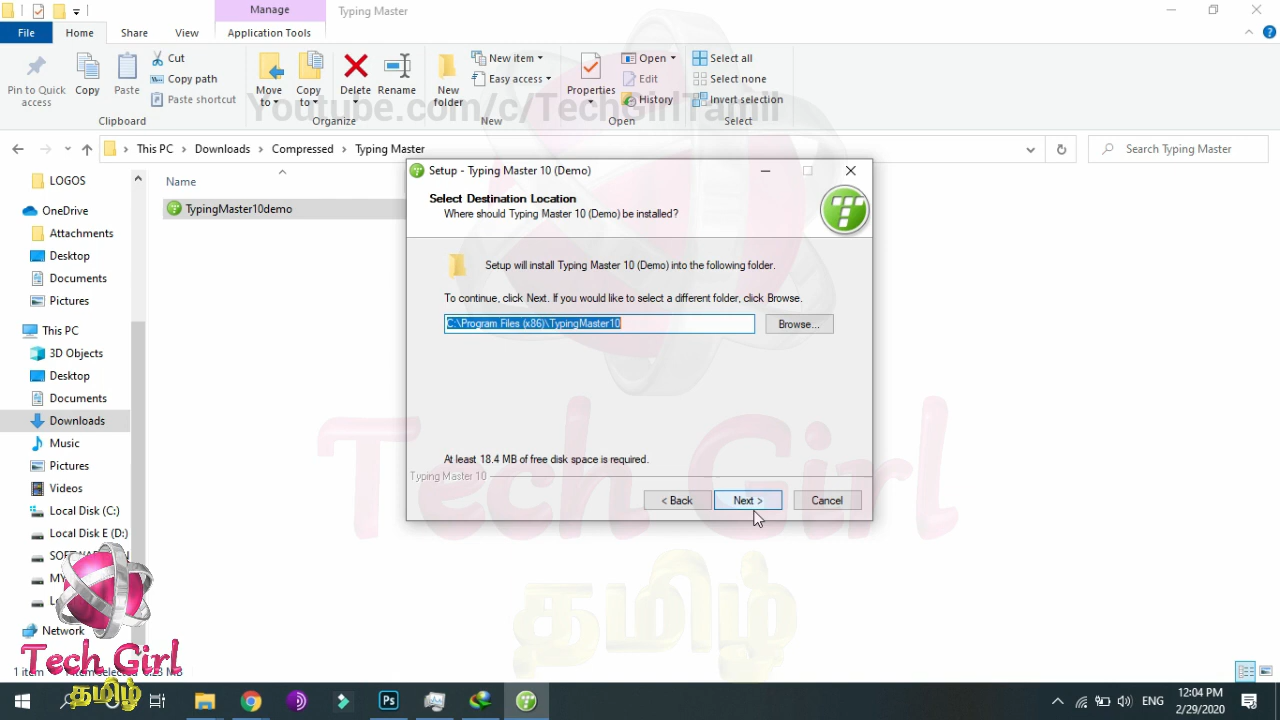 Manage
Typing Master
File
Home
Share
View
Application Tools
Pin to Quick access
Copy
Paste
Cut
Copy path
Paste shortcut
Clipboard
Move to
Copy to
Delete
Rename
Organize
New folder
New item
Easy access
New
Properties
Open
Edit
History
Open
Select all
Select none
Invert selection
Select
Youtube.com/c/TechGirlTamil
This PC > Downloads > Compressed > Typing Master
Search Typing Master
Name
TypingMaster10demo
LOGOS
OneDrive
Attachments
Desktop
Documents
Pictures
This PC
3D Objects
Desktop
Documents
Downloads
Music
Pictures
Videos
Local Disk (C:)
Local Disk E (D:)
Network
Setup - Typing Master 10 (Demo)
Select Destination Location
Where should Typing Master 10 (Demo) be installed?
Setup will install Typing Master 10 (Demo) into the following folder.
To continue, click Next. If you would like to select a different folder, click Browse.
C:\Program Files (x86)\TypingMaster10
Browse...
At least 18.4 MB of free disk space is required.
Typing Master 10
< Back
Next >
Cancel
Tech Girl
தமிழ்
Tech Girl
தமிழ்
1 item
Ps
ENG
12:04 PM
2/29/2020